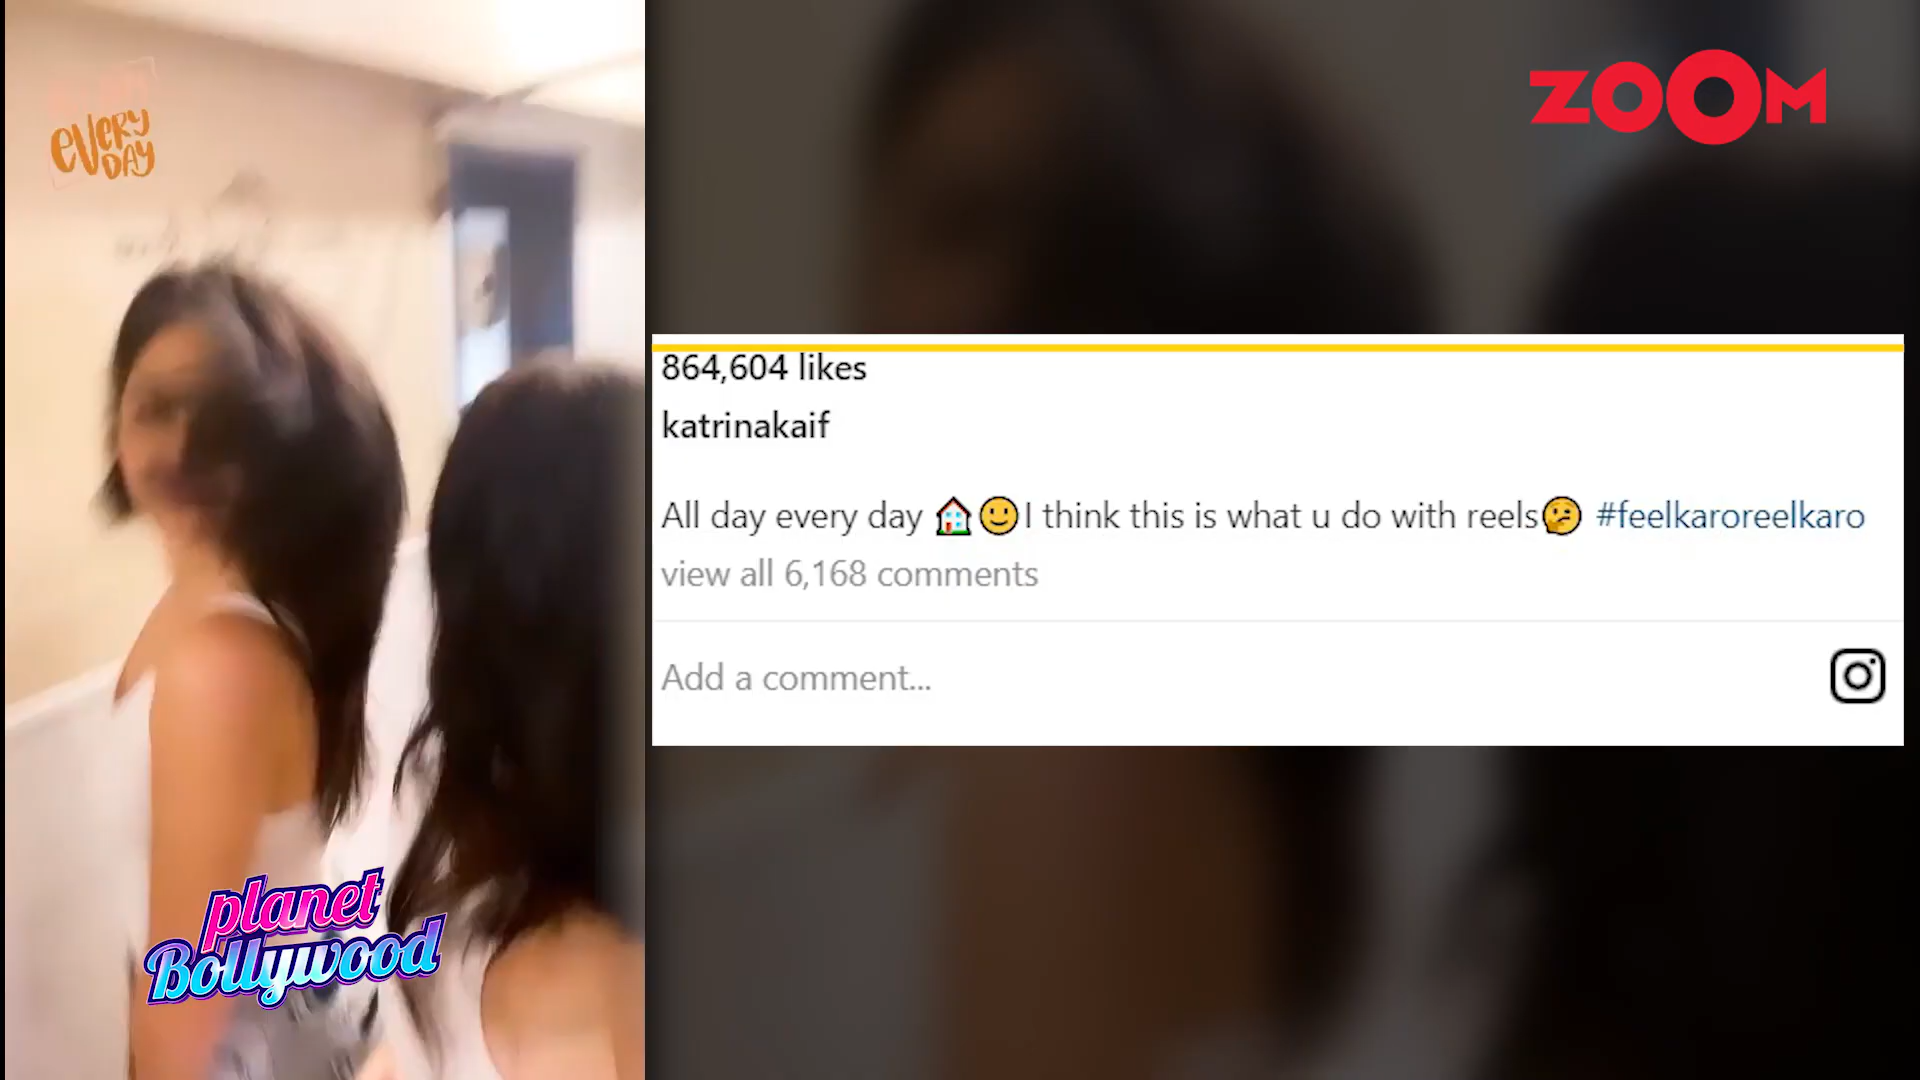 every
day
ZOOM
864,604 likes
katrinakaif
All day every day 🏠🙂I think this is what u do with reels🤔 #feelkaroreelkaro
view all 6,168 comments
Add a comment...
planet
Bollywood